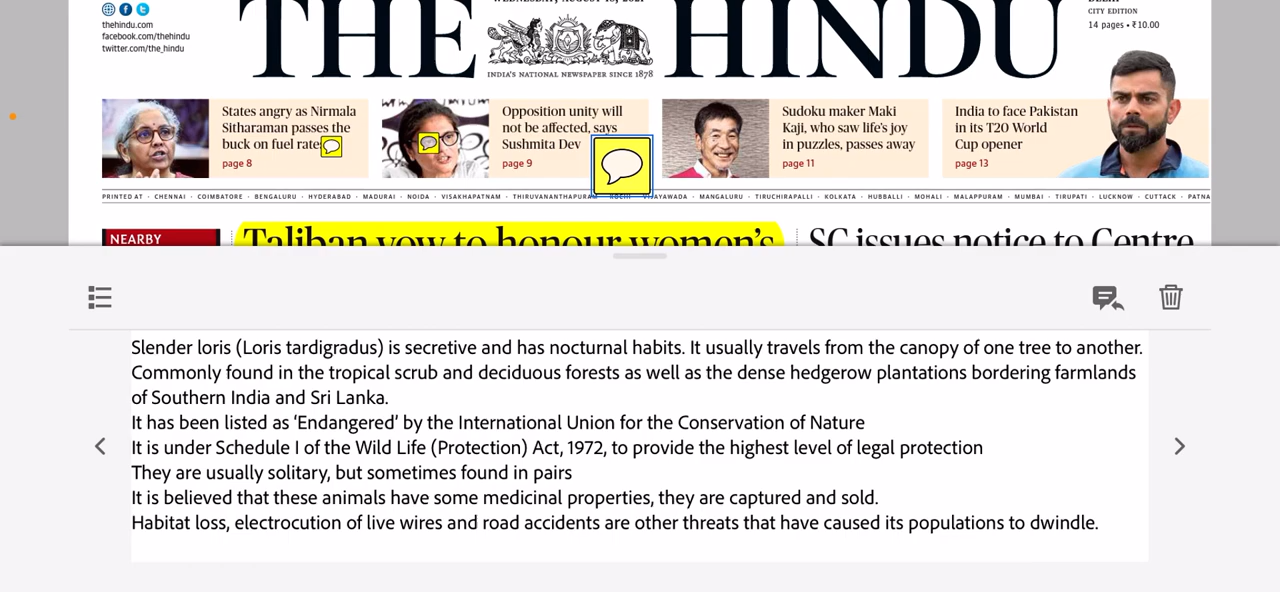 thehindu.com
facebook.com/thehindu
twitter.com/the_hindu
THE HINDU
INDIA'S NATIONAL NEWSPAPER SINCE 1878
CITY EDITION
14 pages • ₹10.00
States angry as Nirmala
Sitharaman passes the
buck on fuel rates
page 8
Opposition unity will
not be affected, says
Sushmita Dev
page 9
Sudoku maker Maki
Kaji, who saw life's joy
in puzzles, passes away
page 11
India to face Pakistan
in its T20 World
Cup opener
page 13
PRINTED AT · CHENNAI · COIMBATORE · BENGALURU · HYDERABAD · MADURAI · NOIDA · VISAKHAPATNAM · THIRUVANANTHAPURAM · KOCHI · VIJAYAWADA · MANGALURU · TIRUCHIRAPALLI · KOLKATA · HUBBALLI · MOHALI · MALAPPURAM · MUMBAI · TIRUPATI · LUCKNOW · CUTTACK · PATNA
NEARBY
Taliban vow to honour women's
SC issues notice to Centre
Slender loris (Loris tardigradus) is secretive and has nocturnal habits. It usually travels from the canopy of one tree to another.
Commonly found in the tropical scrub and deciduous forests as well as the dense hedgerow plantations bordering farmlands
of Southern India and Sri Lanka.
It has been listed as ‘Endangered’ by the International Union for the Conservation of Nature
It is under Schedule I of the Wild Life (Protection) Act, 1972, to provide the highest level of legal protection
They are usually solitary, but sometimes found in pairs
It is believed that these animals have some medicinal properties, they are captured and sold.
Habitat loss, electrocution of live wires and road accidents are other threats that have caused its populations to dwindle.